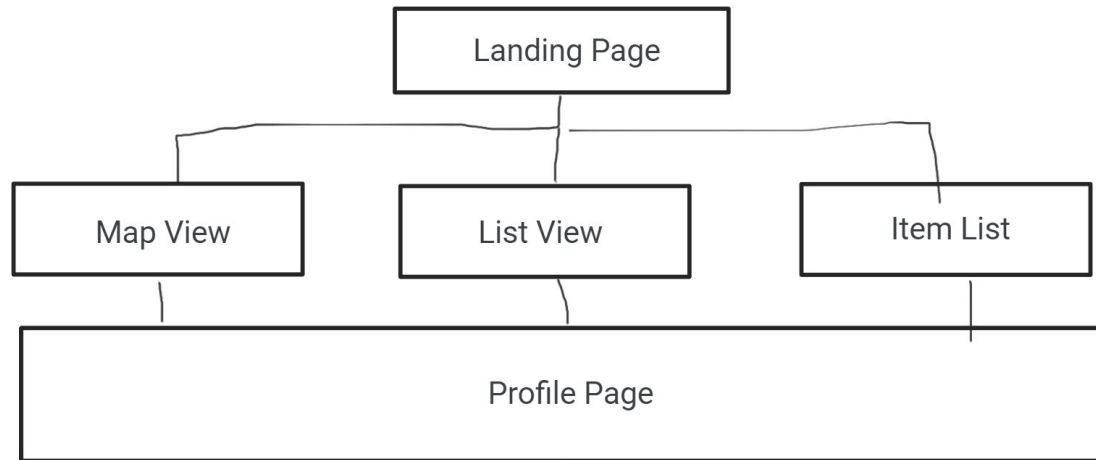 Landing Page
Map View
List View
Item List
Profile Page